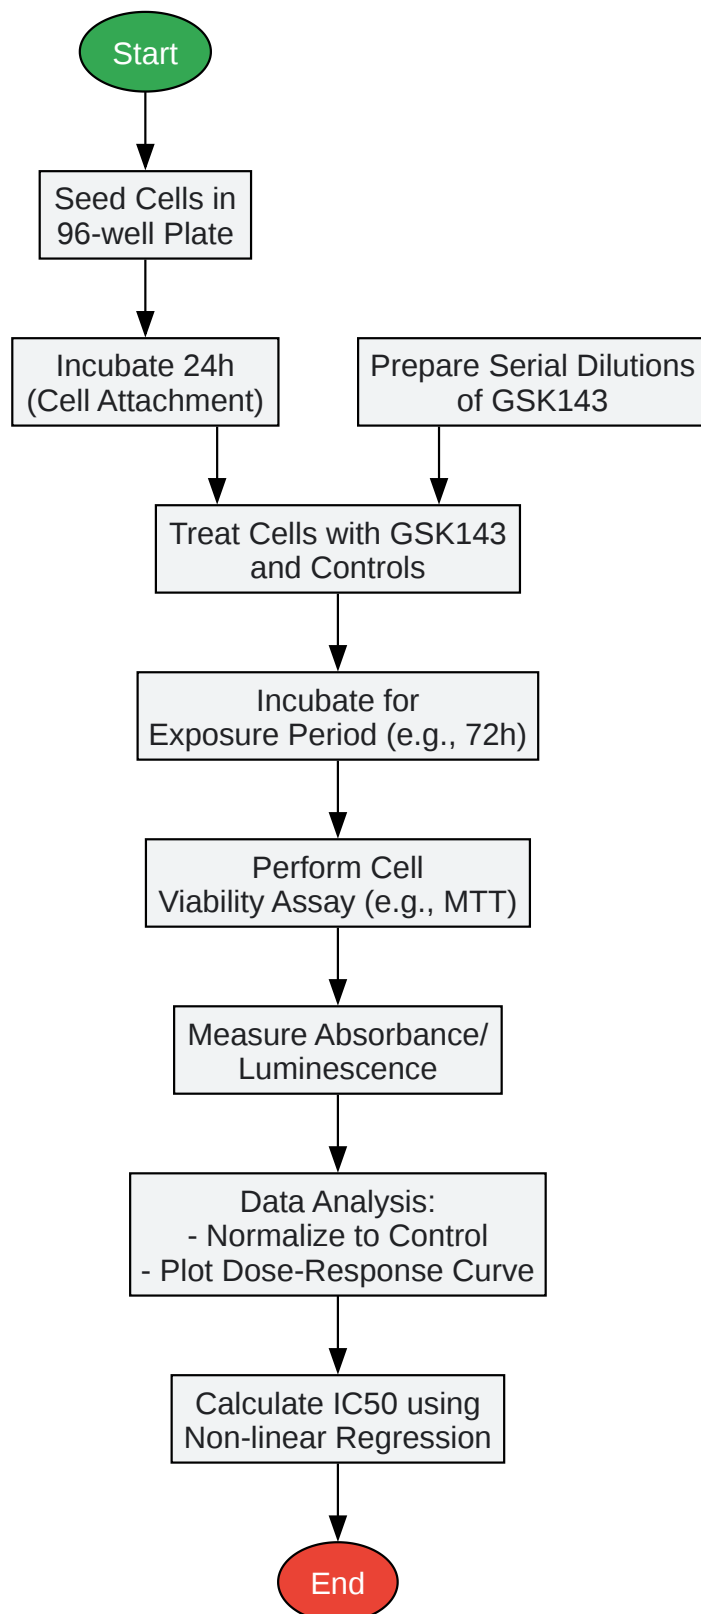 Start
Seed Cells in
96-well Plate
Incubate 24h
(Cell Attachment)
Prepare Serial Dilutions
of GSK143
Treat Cells with GSK143
and Controls
Incubate for
Exposure Period (e.g., 72h)
Perform Cell
Viability Assay (e.g., MTT)
Measure Absorbance/
Luminescence
Data Analysis:
- Normalize to Control
- Plot Dose-Response Curve
Calculate IC50 using
Non-linear Regression
End